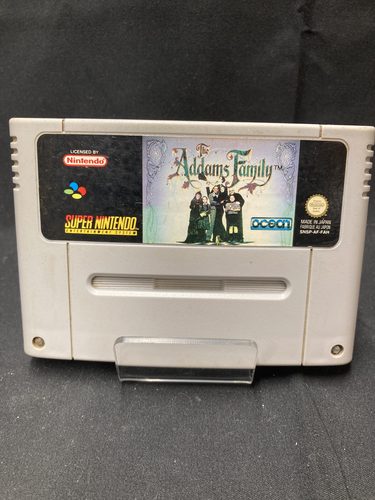 LICENSED BY
Nintendo
SUPER NINTENDO
ENTERTAINMENT SYSTEM
The
Addams Family™
ocean
MADE IN JAPAN
FABRIQUE AU JAPON
SNSP-AF-FAH